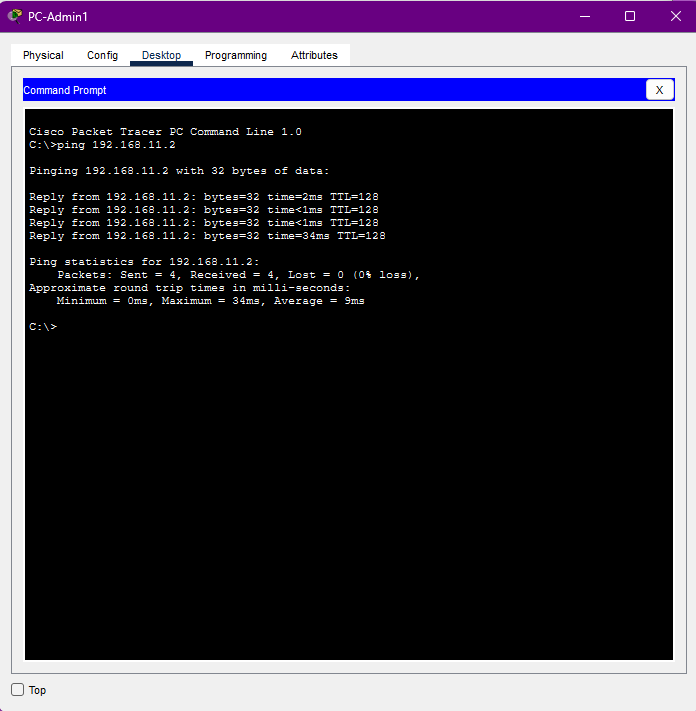 PC-Admin1
Physical Config Desktop Programming Attributes
Command Prompt X
Cisco Packet Tracer PC Command Line 1.0
C:\>ping 192.168.11.2
Pinging 192.168.11.2 with 32 bytes of data:
Reply from 192.168.11.2: bytes=32 time=2ms TTL=128
Reply from 192.168.11.2: bytes=32 time<1ms TTL=128
Reply from 192.168.11.2: bytes=32 time<1ms TTL=128
Reply from 192.168.11.2: bytes=32 time=34ms TTL=128
Ping statistics for 192.168.11.2:
    Packets: Sent = 4, Received = 4, Lost = 0 (0% loss),
Approximate round trip times in milli-seconds:
    Minimum = 0ms, Maximum = 34ms, Average = 9ms
C:\>
Top